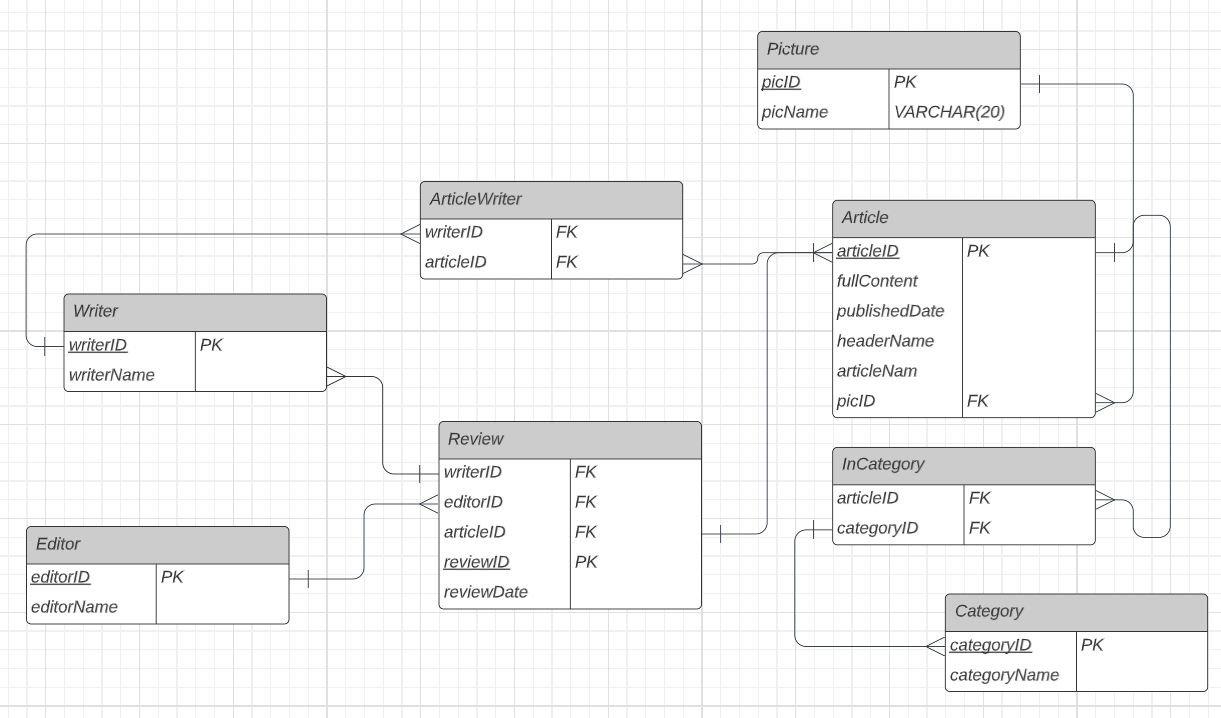 Picture
picID PK
picName VARCHAR(20)
ArticleWriter
writerID FK
articleID FK
Article
articleID PK
fullContent
publishedDate
headerName
articleNam
picID FK
Writer
writerID PK
writerName
Review
writerID FK
editorID FK
articleID FK
reviewID PK
reviewDate
InCategory
articleID FK
categoryID FK
Editor
editorID PK
editorName
Category
categoryID PK
categoryName